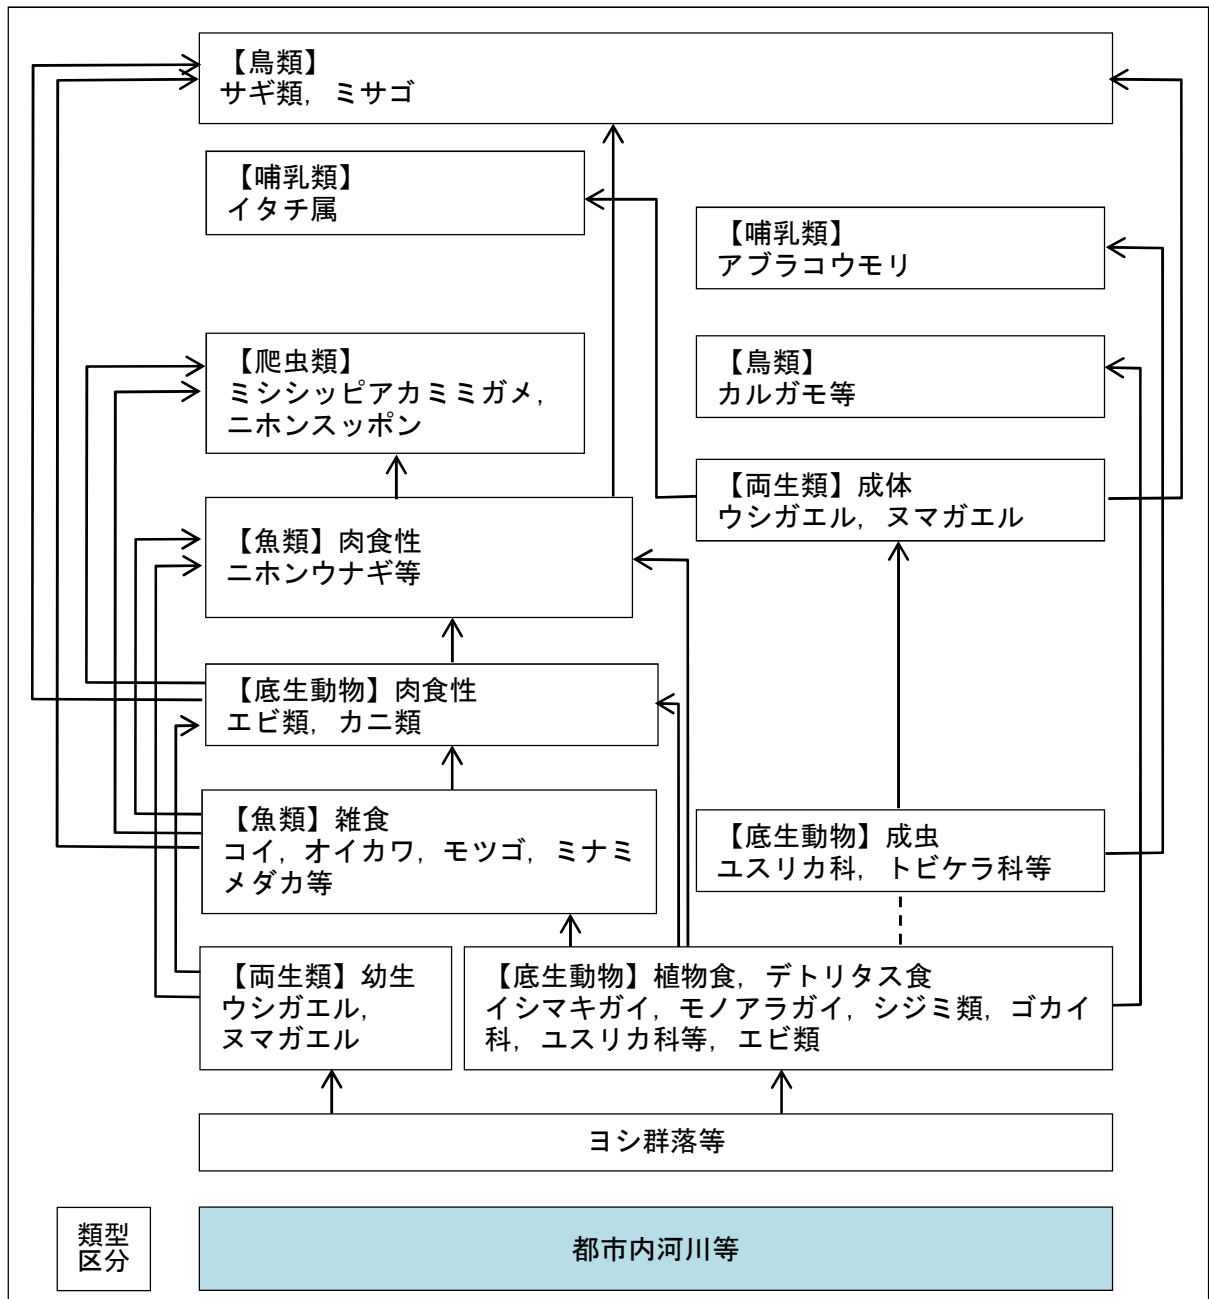 【鳥類】
サギ類，ミサゴ
【哺乳類】
イタチ属
【哺乳類】
アブラコウモリ
【爬虫類】
ミシシッピアカミミガメ，
ニホンスッポン
【鳥類】
カルガモ等
【両生類】成体
ウシガエル，ヌマガエル
【魚類】肉食性
ニホンウナギ等
【底生動物】肉食性
エビ類，カニ類
【魚類】雑食
コイ，オイカワ，モツゴ，ミナミ
メダカ等
【底生動物】成虫
ユスリカ科，トビケラ科等
【両生類】幼生
ウシガエル，
ヌマガエル
【底生動物】植物食，デトリタス食
イシマキガイ，モノアラガイ，シジミ類，ゴカイ
科，ユスリカ科等，エビ類
ヨシ群落等
類型
区分
都市内河川等